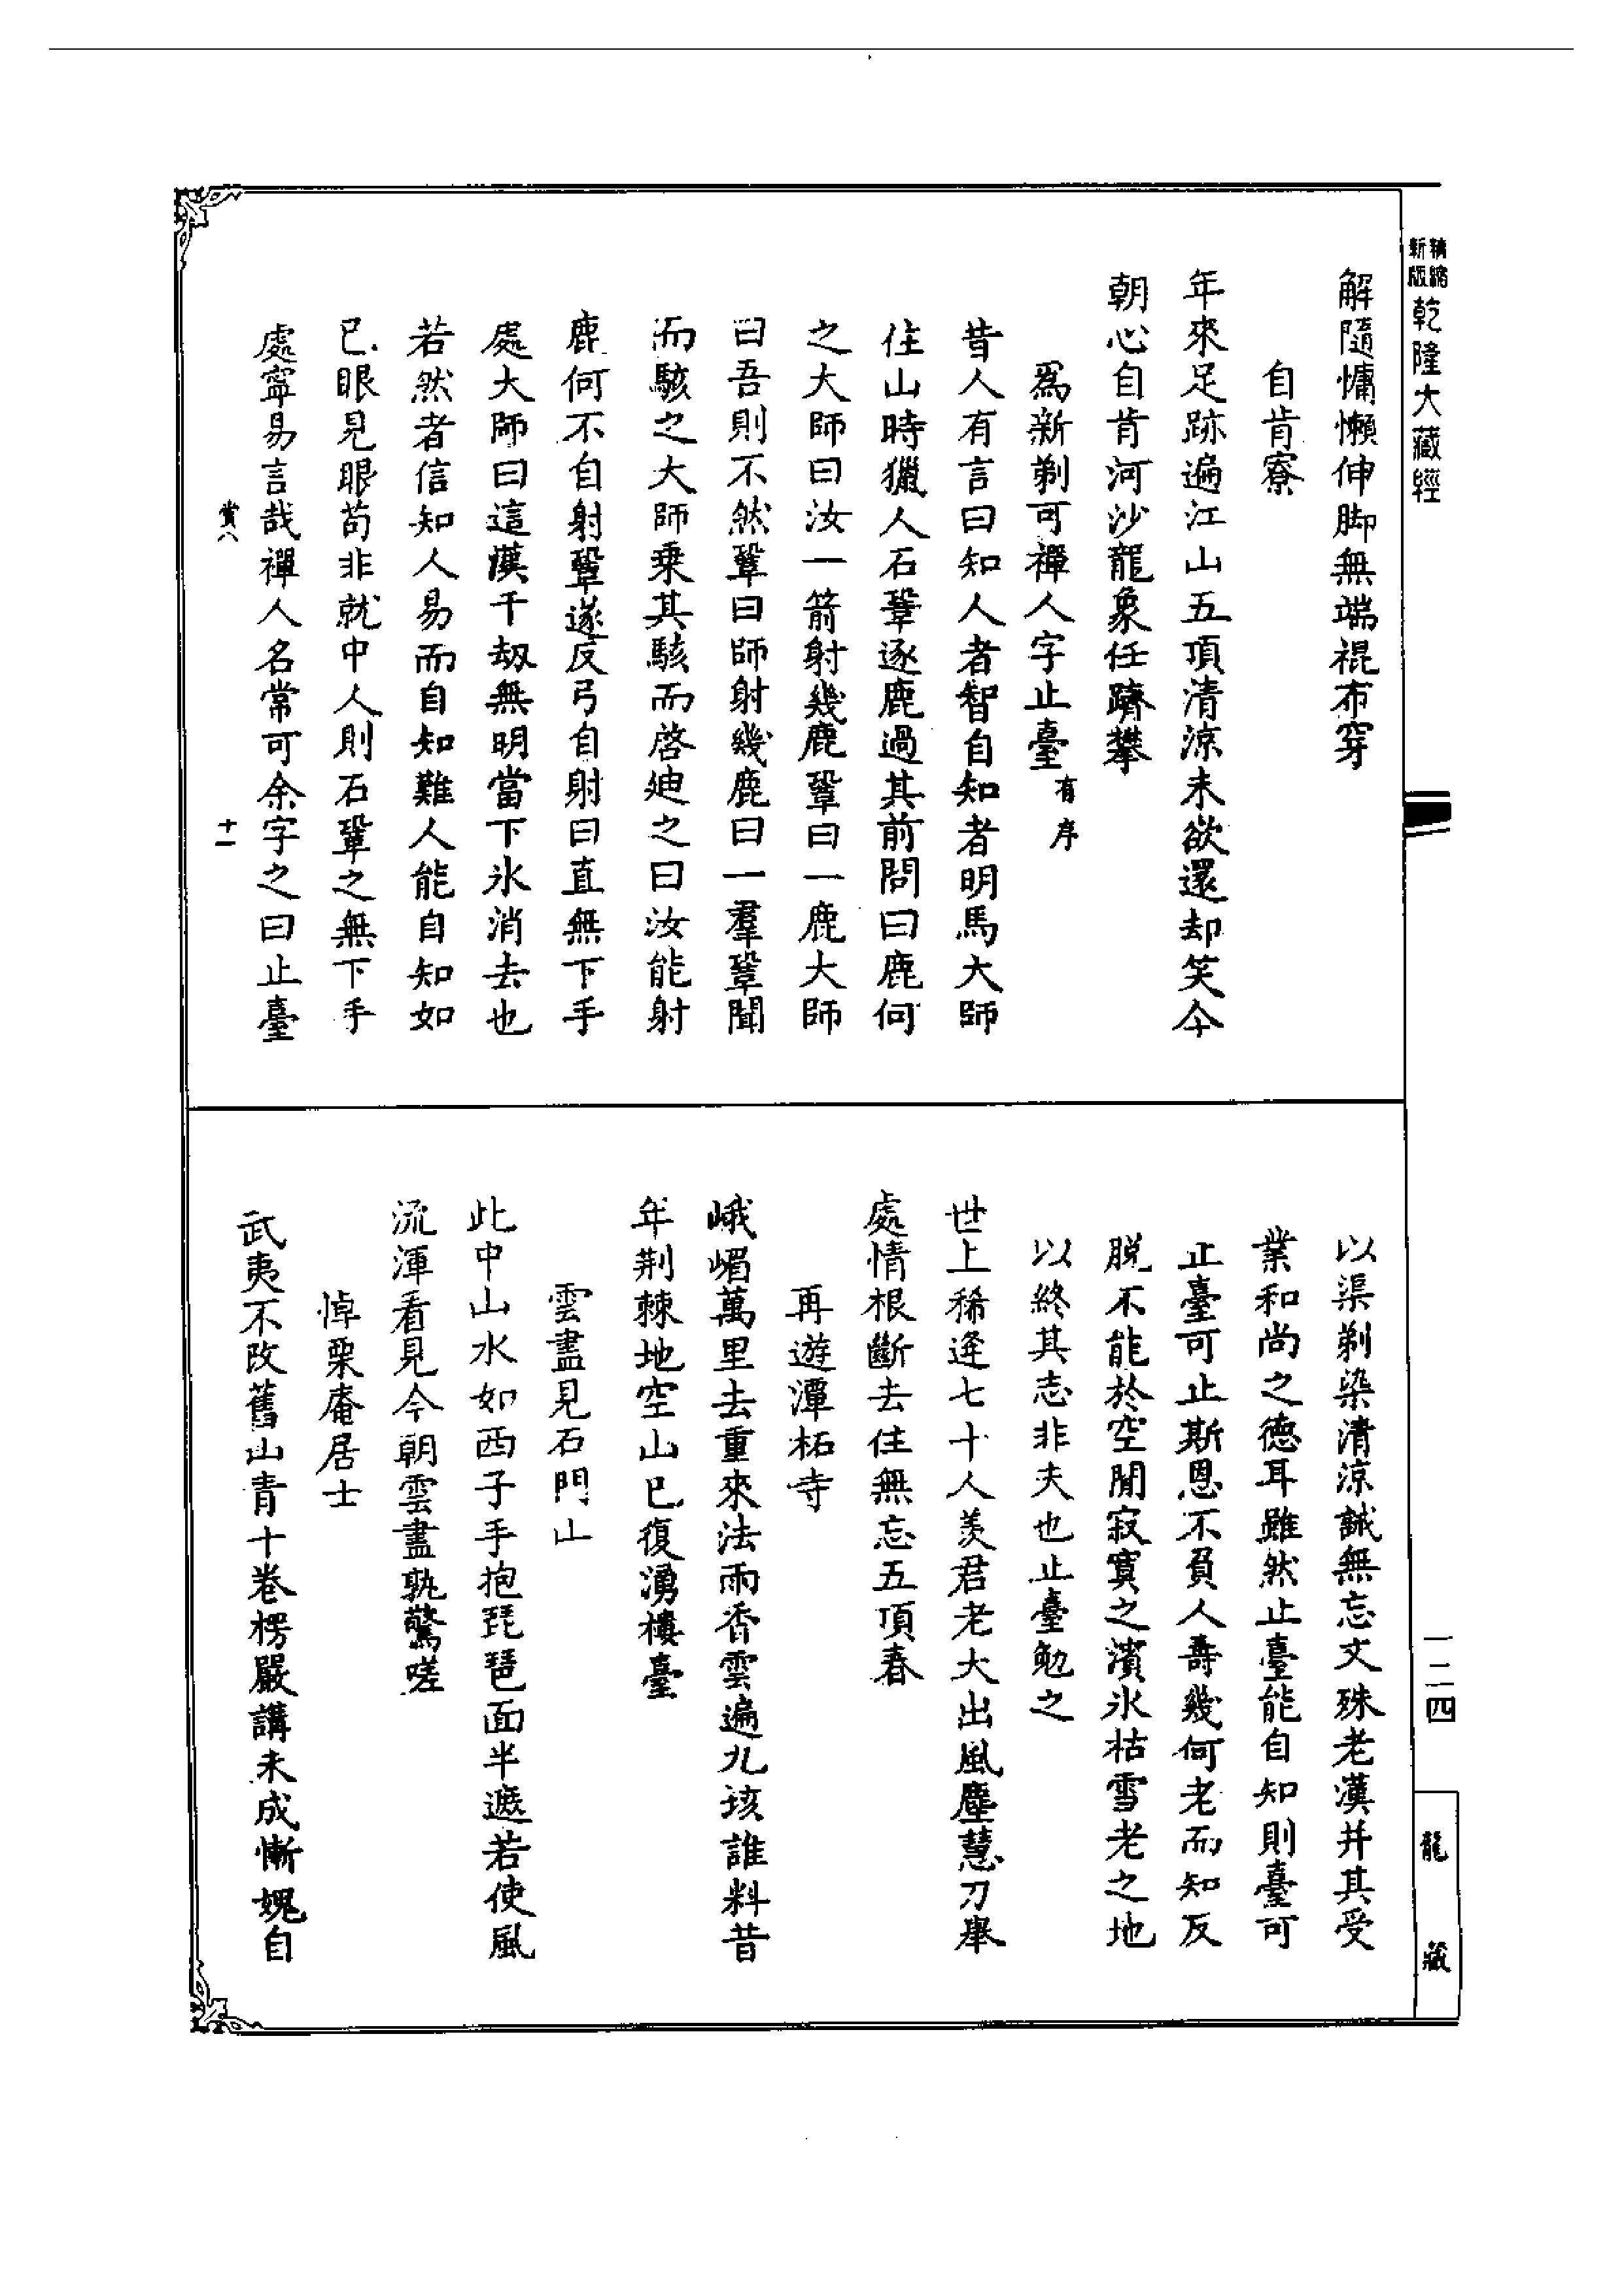 精縮新版乾隆大藏經
解隨慵懶伸脚無端裩布穿
自肯寮
年來足跡遍江山五頂清涼未欲還却笑今
朝心自肯河沙龍象任躋攀
爲新剃可禪人字止臺有序
昔人有言曰知人者智自知者明馬大師
住山時獵人石鞏逐鹿過其前問曰鹿何
之大師曰汝一箭射幾鹿鞏曰一鹿大師
曰吾則不然鞏曰師射幾鹿曰一羣鞏聞
而駭之大師乗其駭而啓廸之曰汝能射
鹿何不自射鞏遂反弓自射曰直無下手
處大師曰這漢千刼無明當下氷消去也
若然者信知人易而自知難人能自知如
已眼見眼苟非就中人則石鞏之無下手
處寧易言哉禪人名常可余字之曰止臺
賞八
十一
以渠剃染清涼誠無忘文殊老漢并其受
業和尚之德耳雖然止臺能自知則臺可
止臺可止斯恩不負人壽幾何老而知反
脱不能於空閒寂寞之濱氷枯雪老之地
以終其志非夫也止臺勉之
世上稀逢七十人羨君老大出風塵慧刀舉
處情根斷去住無忘五頂春
再遊潭柘寺
峨嵋萬里去重來法雨香雲遍九垓誰料昔
年荆棘地空山已復湧樓臺
雲盡見石門山
此中山水如西子手抱琵琶面半遮若使風
流渾看見今朝雲盡孰驚嗟
悼栗庵居士
武夷不改舊山青十卷楞嚴講未成慚媿自
一二四
龍藏